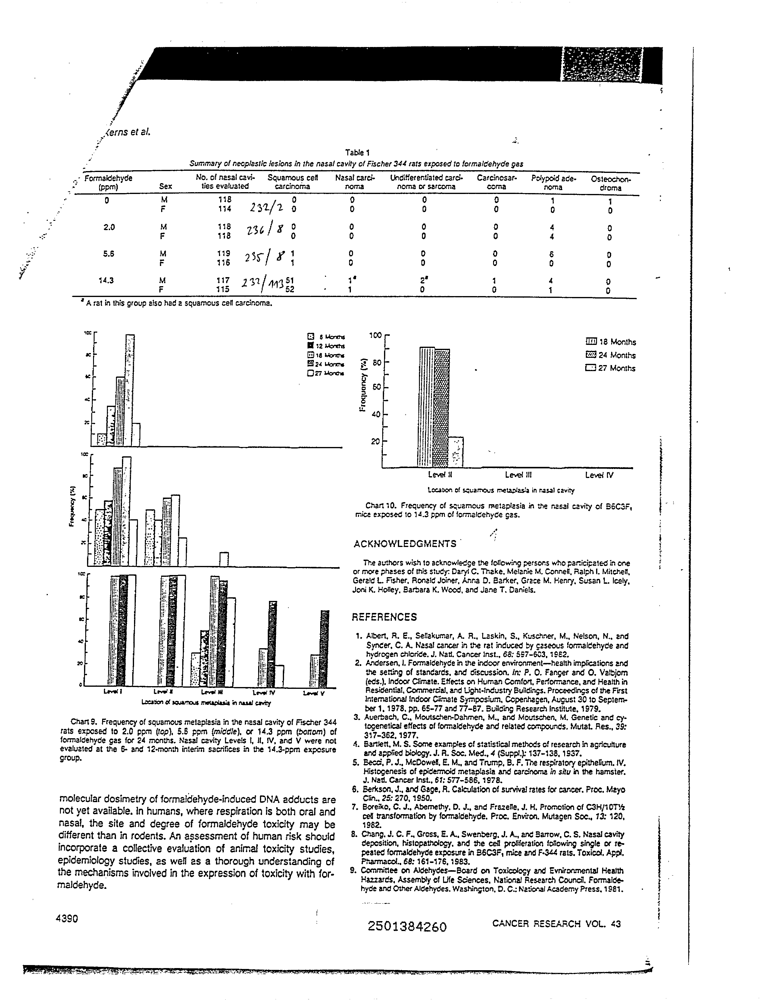 Kerns et al.
Table 1
Summary of neoplastic lesions in the nasal cavity of Fischer 344 rats exposed to formaldehyde gas
Formaldehyde (ppm) Sex No. of nasal cavities evaluated Squamous cell carcinoma Nasal carcinoma Undifferentiated carcinoma or sarcoma Carcinosarcoma Polypoid adenoma Osteochondroma
0 M 118 0 0 0 0 1 1
F 114 232/2 0 0 0 0 0 0
2.0 M 118 0 0 0 0 4 0
F 118 236/8 0 0 0 0 4 0
5.6 M 119 1 0 0 0 6 0
F 116 235/8 1 0 0 0 0 0
14.3 M 117 51 1ª 2ª 1 4 0
F 115 232/113 52 1 0 0 1 0
ª A rat in this group also had a squamous cell carcinoma.
6 Months
12 Months
18 Months
24 Months
27 Months
Frequency (%)
Level I Level II Level III Level IV Level V
Location of squamous metaplasia in nasal cavity
Chart 9. Frequency of squamous metaplasia in the nasal cavity of Fischer 344
rats exposed to 2.0 ppm (top), 5.6 ppm (middle), or 14.3 ppm (bottom) of
formaldehyde gas for 24 months. Nasal cavity Levels I, II, IV, and V were not
evaluated at the 6- and 12-month interim sacrifices in the 14.3-ppm exposure
group.
molecular dosimetry of formaldehyde-induced DNA adducts are
not yet available. In humans, where respiration is both oral and
nasal, the site and degree of formaldehyde toxicity may be
different than in rodents. An assessment of human risk should
incorporate a collective evaluation of animal toxicity studies,
epidemiology studies, as well as a thorough understanding of
the mechanisms involved in the expression of toxicity with for-
maldehyde.
100
80
60
40
20
Frequency (%)
18 Months
24 Months
27 Months
Level II Level III Level IV
Location of squamous metaplasia in nasal cavity
Chart 10. Frequency of squamous metaplasia in the nasal cavity of B6C3F₁
mice exposed to 14.3 ppm of formaldehyde gas.
ACKNOWLEDGMENTS
The authors wish to acknowledge the following persons who participated in one
or more phases of this study: Daryl C. Thake, Melanie M. Connell, Ralph I. Mitchell,
Gerald L. Fisher, Ronald Joiner, Anna D. Barker, Grace M. Henry, Susan L. Icely,
Joni K. Holley, Barbara K. Wood, and Jane T. Daniels.
REFERENCES
1. Albert, R. E., Sellakumar, A. R., Laskin, S., Kuschner, M., Nelson, N., and
Synder, C. A. Nasal cancer in the rat induced by gaseous formaldehyde and
hydrogen chloride. J. Natl. Cancer Inst., 68: 597-603, 1982.
2. Andersen, I. Formaldehyde in the indoor environment—health implications and
the setting of standards, and discussion. In: P. O. Fanger and O. Valbjorn
(eds.), Indoor Climate. Effects on Human Comfort, Performance, and Health in
Residential, Commercial, and Light-Industry Buildings. Proceedings of the First
International Indoor Climate Symposium, Copenhagen, August 30 to Septem-
ber 1, 1978, pp. 65-77 and 77-87. Building Research Institute, 1979.
3. Auerbach, C., Moutschen-Dahmen, M., and Moutschen, M. Genetic and cy-
togenetical effects of formaldehyde and related compounds. Mutat. Res., 39:
317-362, 1977.
4. Bartlett, M. S. Some examples of statistical methods of research in agriculture
and applied biology. J. R. Soc. Med., 4 (Suppl.): 137-138, 1937.
5. Becci, P. J., McDowell, E. M., and Trump, B. F. The respiratory epithelium. IV.
Histogenesis of epidermoid metaplasia and carcinoma in situ in the hamster.
J. Natl. Cancer Inst., 61: 577-586, 1978.
6. Berkson, J., and Gage, R. Calculation of survival rates for cancer. Proc. Mayo
Clin., 25: 270, 1950.
7. Boreiko, C. J., Abernethy, D. J., and Frazelle, J. H. Promotion of C3H/10T½
cell transformation by formaldehyde. Proc. Environ. Mutagen Soc., 13: 120,
1982.
8. Chang, J. C. F., Gross, E. A., Swenberg, J. A., and Barrow, C. S. Nasal cavity
deposition, histopathology, and the cell proliferation following single or re-
peated formaldehyde exposure in B6C3F₁ mice and F-344 rats. Toxicol. Appl.
Pharmacol., 68: 161-176, 1983.
9. Committee on Aldehydes—Board on Toxicology and Evnironmental Health
Hazzards, Assembly of Life Sciences, National Research Council. Formalde-
hyde and Other Aldehydes. Washington, D. C.: National Academy Press, 1981.
4390
2501384260
CANCER RESEARCH VOL. 43